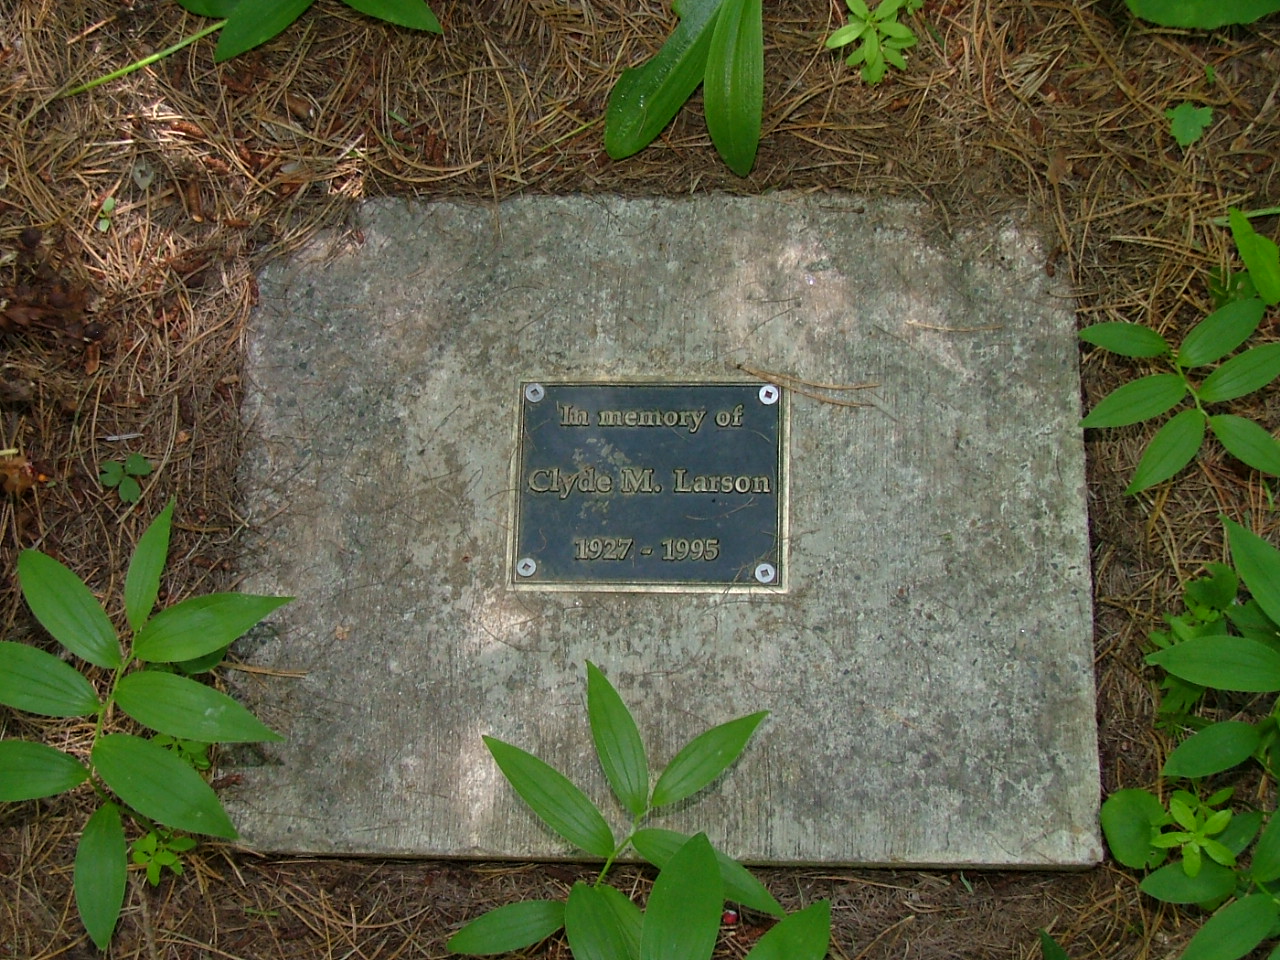 In memory of
Clyde M. Larson
1927 - 1995